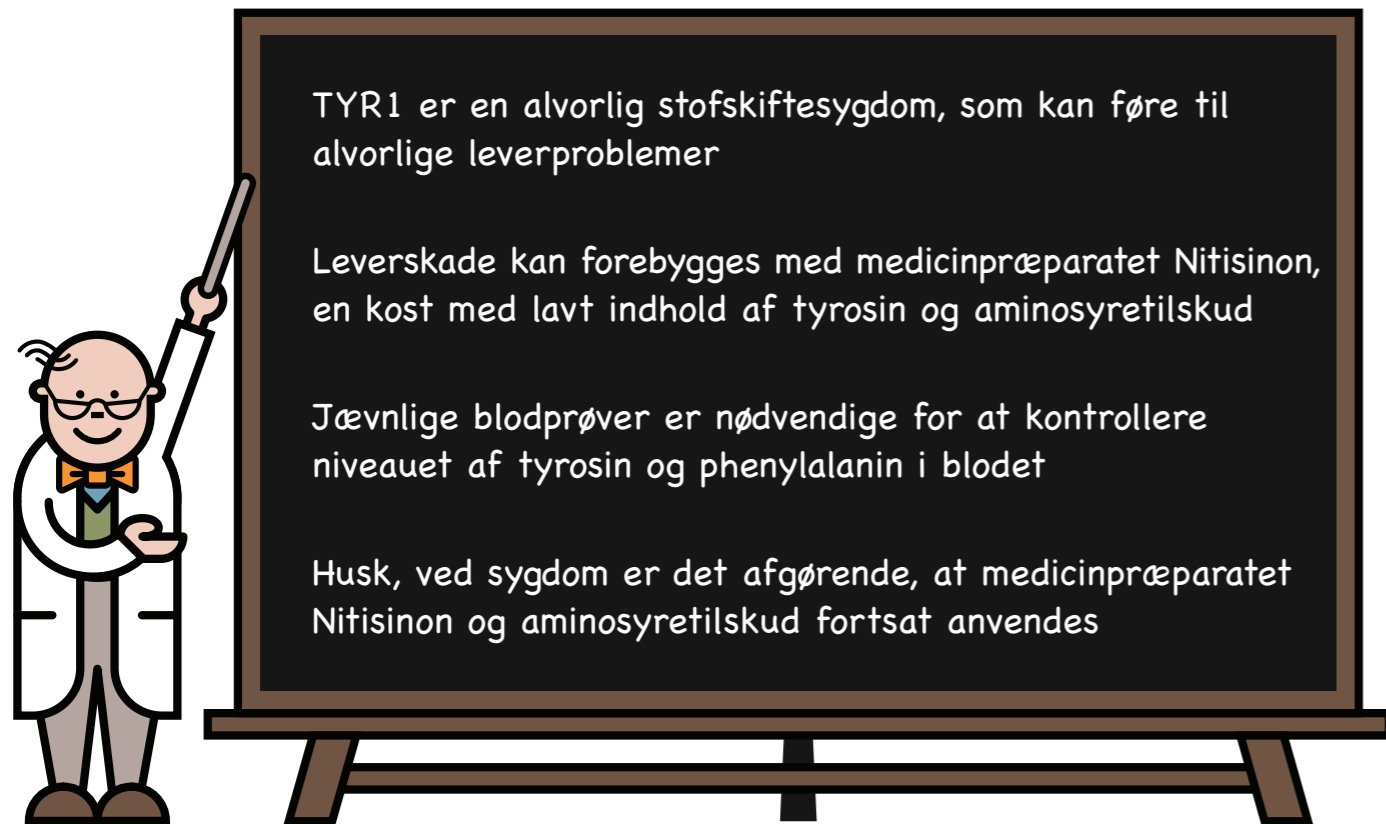 TYR1 er en alvorlig stofskiftesygdom, som kan føre til
alvorlige leverproblemer
Leverskade kan forebygges med medicinpræparatet Nitisinon,
en kost med lavt indhold af tyrosin og aminosyretilskud
Jævnlige blodprøver er nødvendige for at kontrollere
niveauet af tyrosin og phenylalanin i blodet
Husk, ved sygdom er det afgørende, at medicinpræparatet
Nitisinon og aminosyretilskud fortsat anvendes